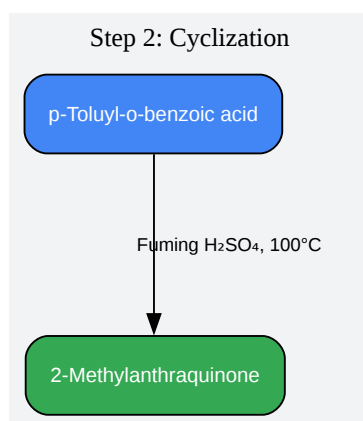 Step 2: Cyclization
p-Toluyl-o-benzoic acid
Fuming H₂SO₄, 100°C
2-Methylanthraquinone